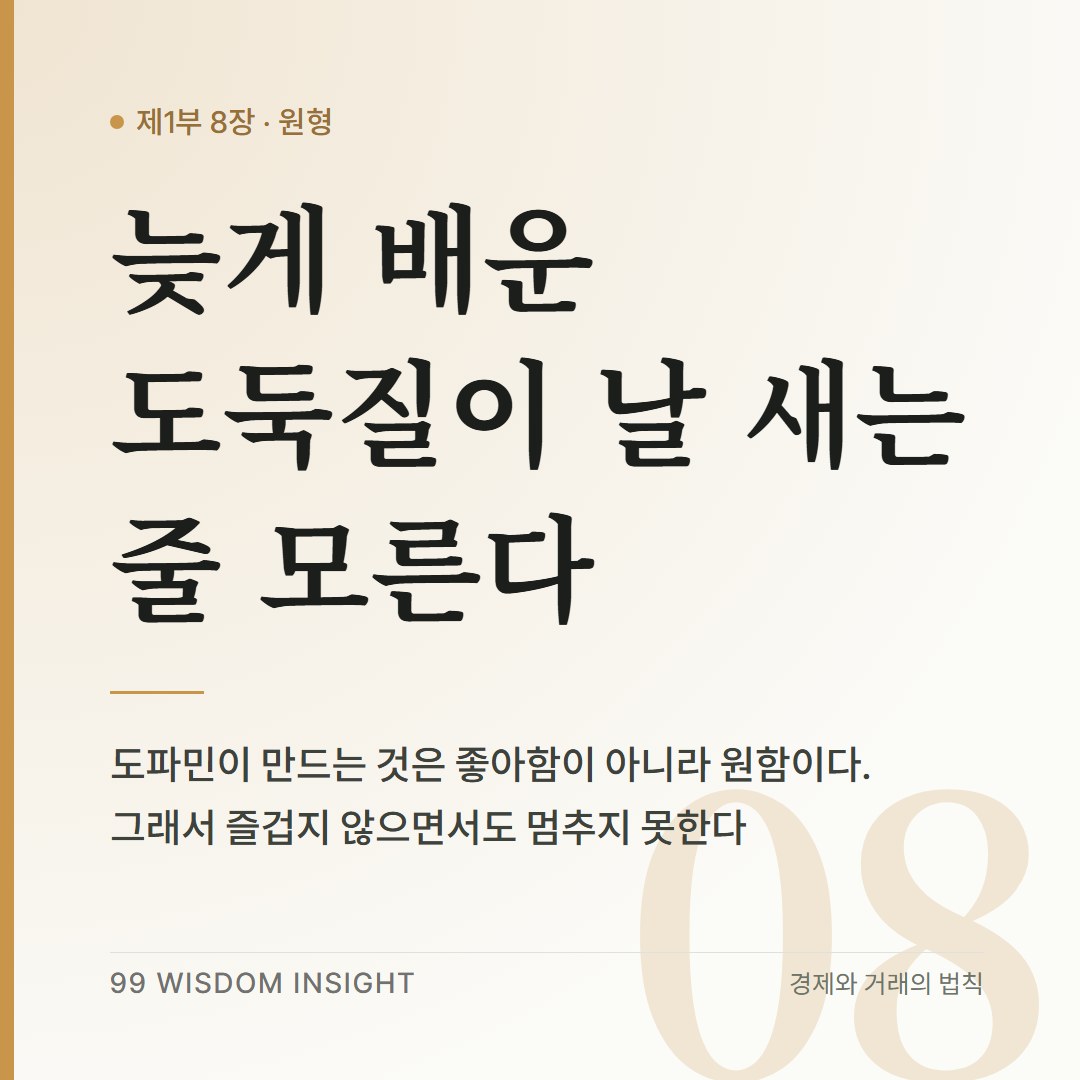 제1부 8장 · 원형
늦게 배운
도둑질이 날 새는
줄 모른다
도파민이 만드는 것은 좋아함이 아니라 원함이다.
그래서 즐겁지 않으면서도 멈추지 못한다
08
99 WISDOM INSIGHT
경제와 거래의 법칙